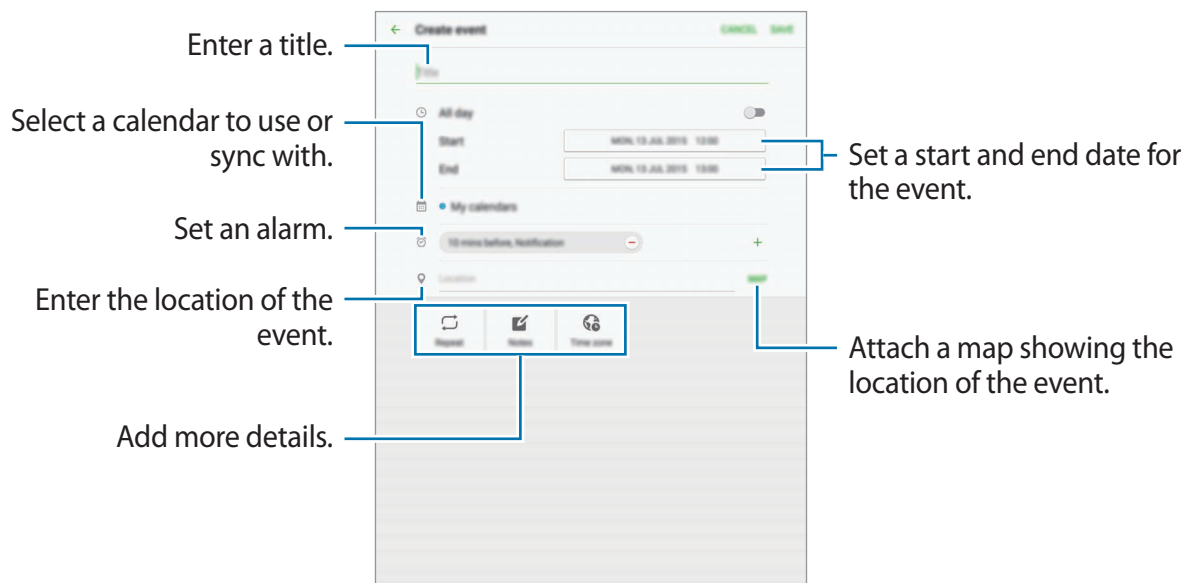 Create event
CANCEL SAVE
Enter a title.
Title
Select a calendar to use or
sync with.
All day
Start MON, 13 JUL 2015 12:00
End MON, 13 JUL 2015 13:00
Set a start and end date for
the event.
My calendars
Set an alarm.
10 mins before, Notification
Enter the location of the
event.
Location
MAP
Repeat Notes Time zone
Attach a map showing the
location of the event.
Add more details.